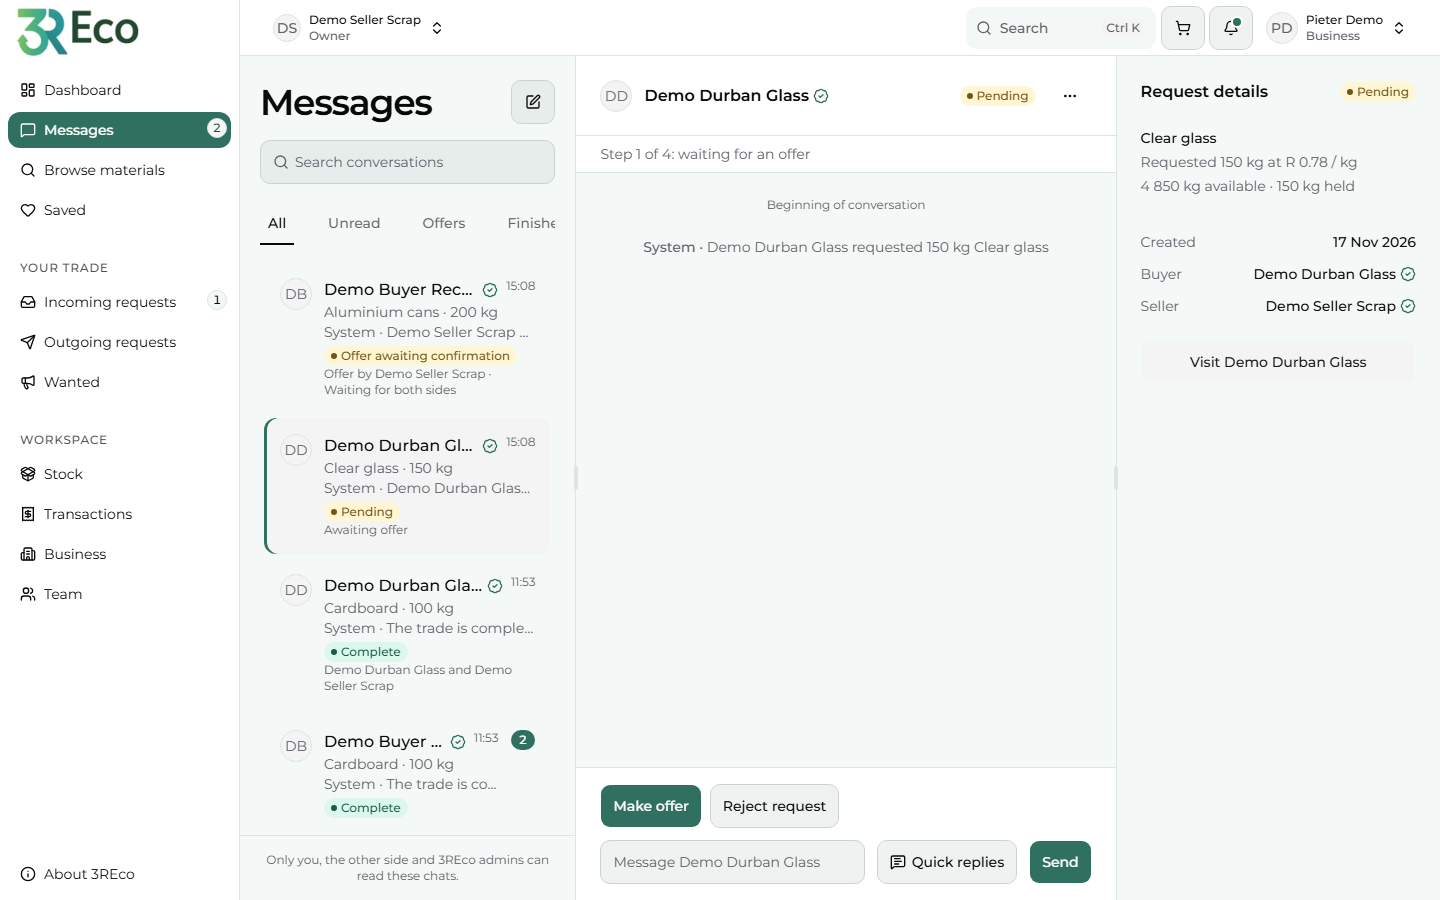 3REco
Dashboard
Messages 2
Browse materials
Saved
YOUR TRADE
Incoming requests 1
Outgoing requests
Wanted
WORKSPACE
Stock
Transactions
Business
Team
About 3REco
DS Demo Seller Scrap
Owner
Search Ctrl K
PD Pieter Demo
Business
Messages
Search conversations
All Unread Offers Finishe
DB Demo Buyer Rec... 15:08
Aluminium cans · 200 kg
System · Demo Seller Scrap ...
Offer awaiting confirmation
Offer by Demo Seller Scrap ·
Waiting for both sides
DD Demo Durban Gl... 15:08
Clear glass · 150 kg
System · Demo Durban Glas...
Pending
Awaiting offer
DD Demo Durban Gla... 11:53
Cardboard · 100 kg
System · The trade is comple...
Complete
Demo Durban Glass and Demo
Seller Scrap
DB Demo Buyer ... 11:53 2
Cardboard · 100 kg
System · The trade is co...
Complete
Only you, the other side and 3REco admins can
read these chats.
DD Demo Durban Glass Pending
Step 1 of 4: waiting for an offer
Beginning of conversation
System · Demo Durban Glass requested 150 kg Clear glass
Make offer Reject request
Message Demo Durban Glass Quick replies Send
Request details Pending
Clear glass
Requested 150 kg at R 0.78 / kg
4 850 kg available · 150 kg held
Created 17 Nov 2026
Buyer Demo Durban Glass
Seller Demo Seller Scrap
Visit Demo Durban Glass